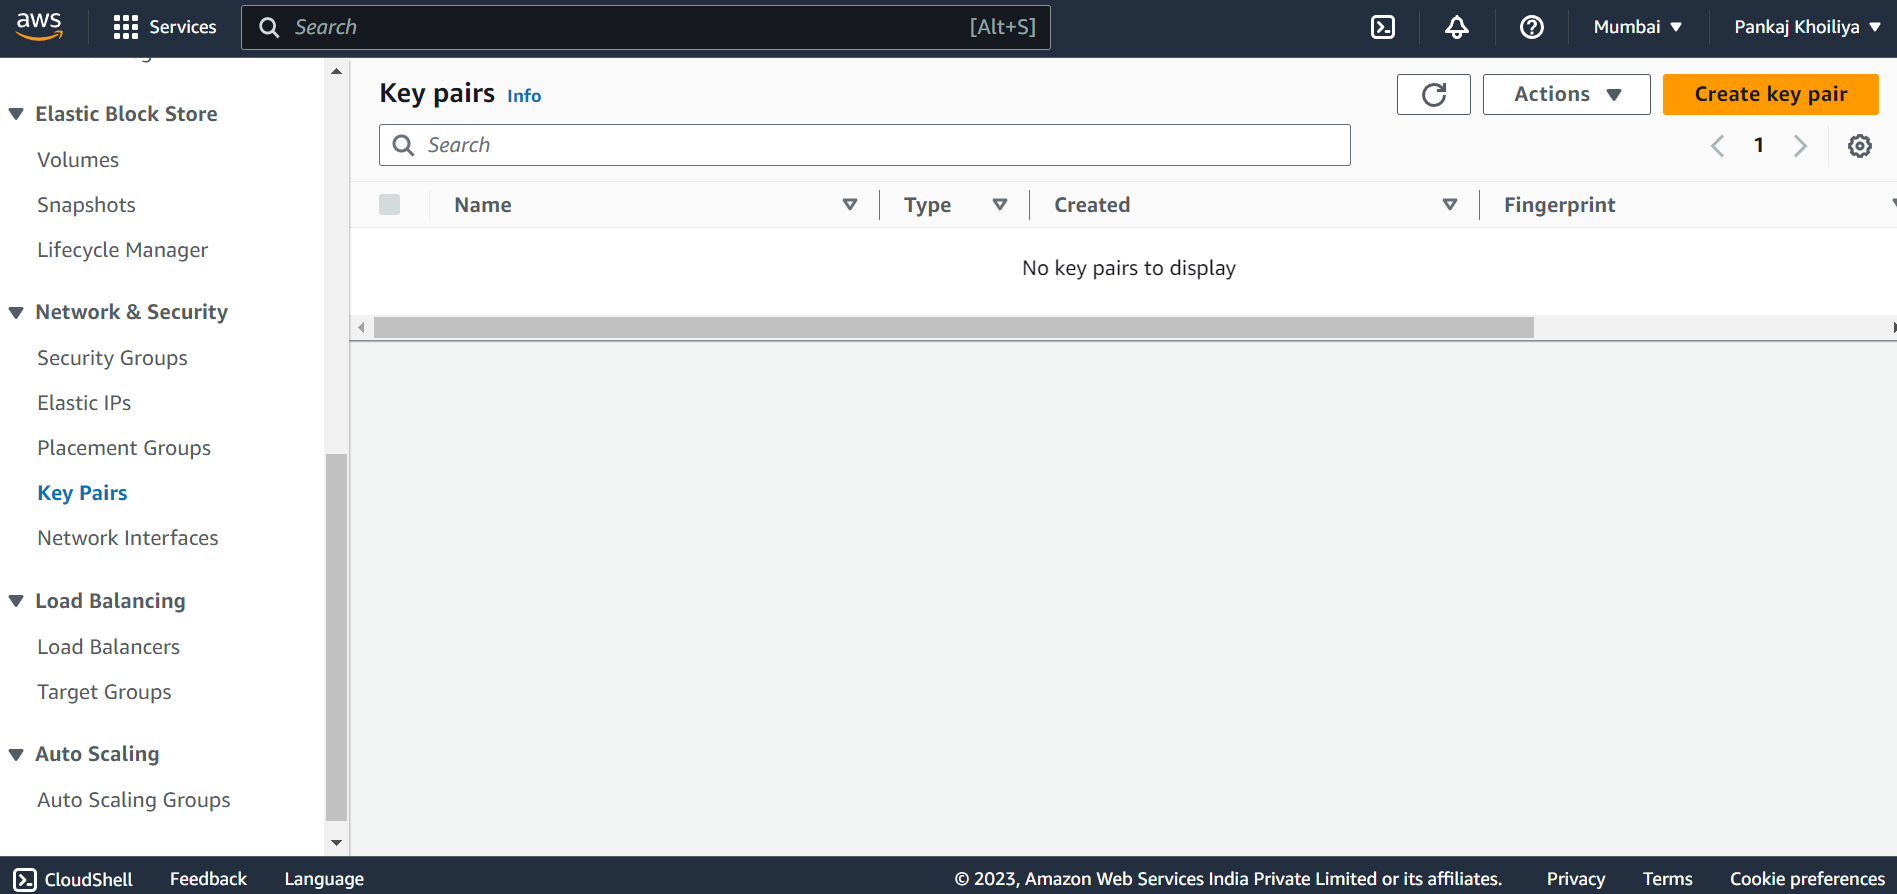 aws
Services
Search
[Alt+S]
Mumbai
Pankaj Khoiliya
Elastic Block Store
Volumes
Snapshots
Lifecycle Manager
Network & Security
Security Groups
Elastic IPs
Placement Groups
Key Pairs
Network Interfaces
Load Balancing
Load Balancers
Target Groups
Auto Scaling
Auto Scaling Groups
Key pairs Info
Actions
Create key pair
Search
1
Name Type Created Fingerprint
No key pairs to display
CloudShell Feedback Language © 2023, Amazon Web Services India Private Limited or its affiliates. Privacy Terms Cookie preferences